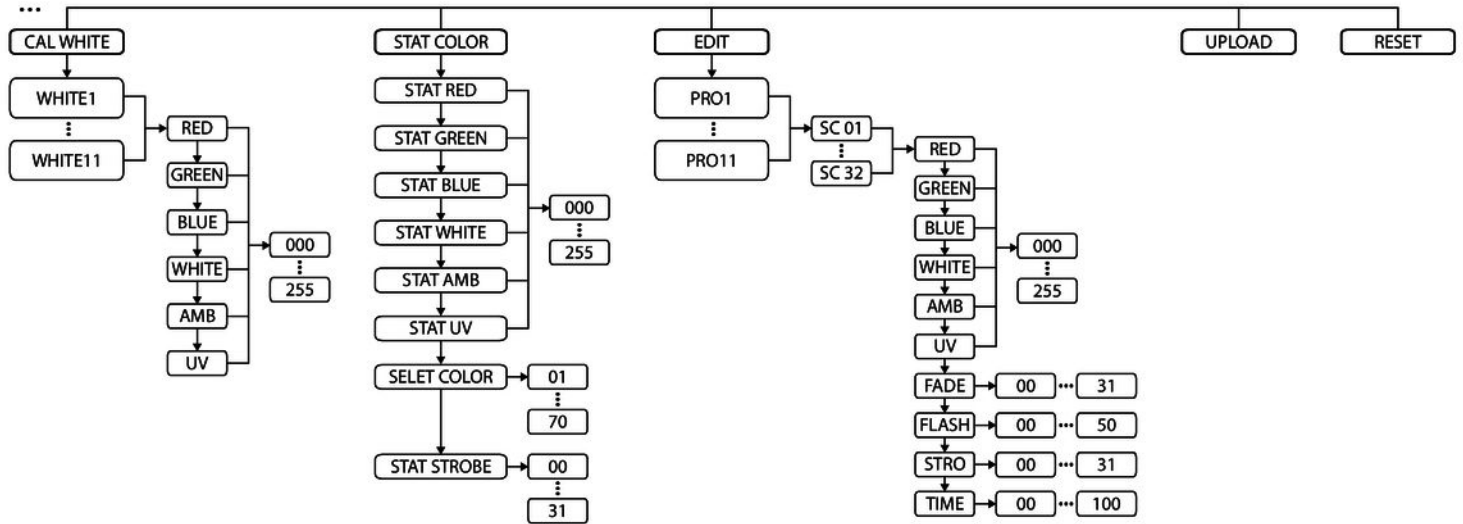 ...
CAL WHITE
STAT COLOR
EDIT
UPLOAD
RESET
WHITE1
WHITE11
RED
GREEN
BLUE
WHITE
AMB
UV
000
255
STAT RED
STAT GREEN
STAT BLUE
STAT WHITE
STAT AMB
STAT UV
000
255
SELET COLOR
01
70
STAT STROBE
00
31
PRO1
PRO11
SC 01
SC 32
RED
GREEN
BLUE
WHITE
AMB
UV
000
255
FADE 00 ... 31
FLASH 00 ... 50
STRO 00 ... 31
TIME 00 ... 100